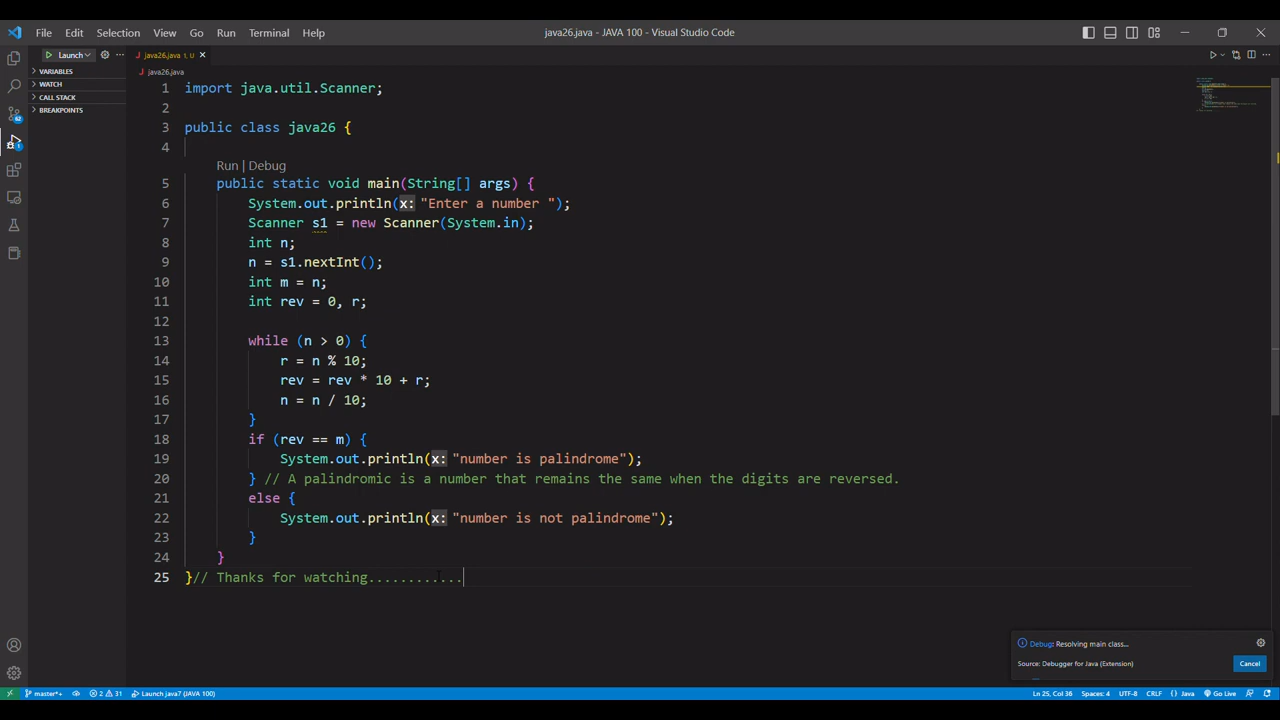 File Edit Selection View Go Run Terminal Help
java26.java - JAVA 100 - Visual Studio Code
Launch
java26.java 1, U
VARIABLES
WATCH
CALL STACK
BREAKPOINTS
62
1
java26.java
1 import java.util.Scanner;
2
3 public class java26 {
4
Run | Debug
5 public static void main(String[] args) {
6 System.out.println(x: "Enter a number ");
7 Scanner s1 = new Scanner(System.in);
8 int n;
9 n = s1.nextInt();
10 int m = n;
11 int rev = 0, r;
12
13 while (n > 0) {
14 r = n % 10;
15 rev = rev * 10 + r;
16 n = n / 10;
17 }
18 if (rev == m) {
19 System.out.println(x: "number is palindrome");
20 } // A palindromic is a number that remains the same when the digits are reversed.
21 else {
22 System.out.println(x: "number is not palindrome");
23 }
24 }
25 }// Thanks for watching............
Debug: Resolving main class...
Source: Debugger for Java (Extension)
Cancel
master*+ 2 31 Launch java7 (JAVA 100)
Ln 25, Col 36 Spaces: 4 UTF-8 CRLF {} Java Go Live